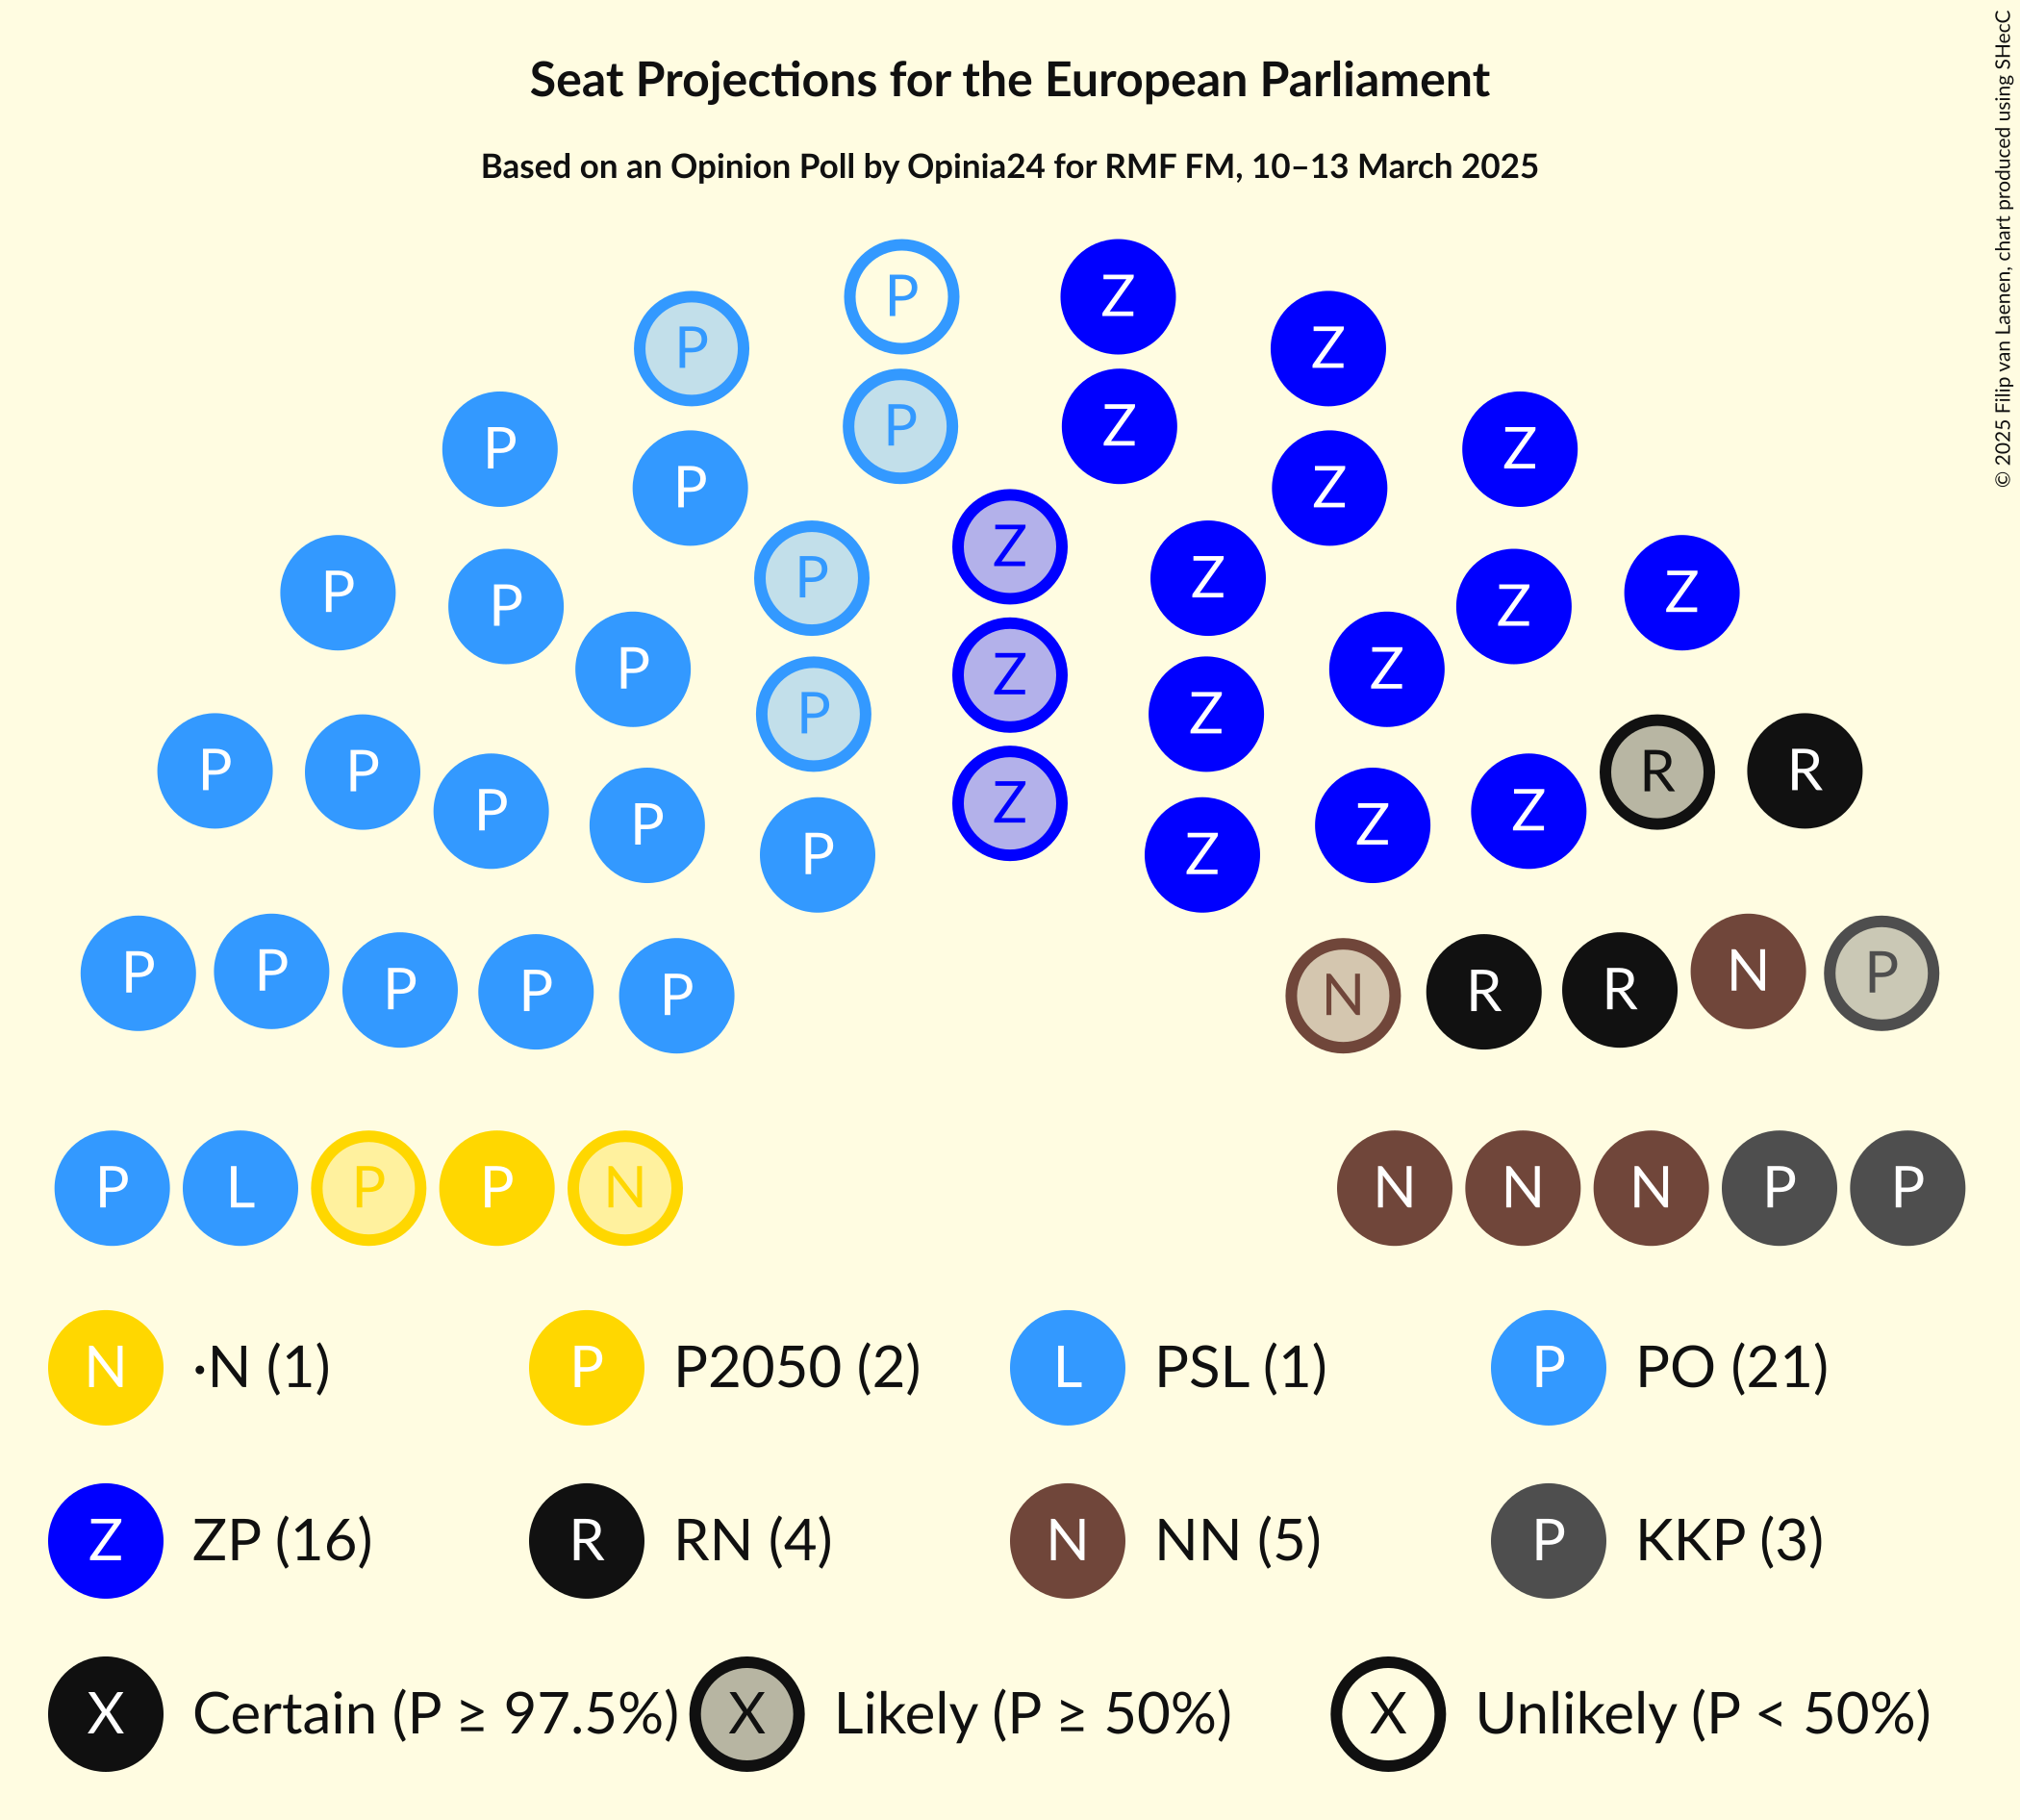 Seat Projections for the European Parliament
Based on an Opinion Poll by Opinia24 for RMF FM, 10–13 March 2025
© 2025 Filip van Laenen, chart produced using SHecC
P Z
P Z
P Z
P Z
P Z
Z
P Z
P Z
P Z
P Z
Z
P Z
P R
P R
Z
P Z
P Z
P Z
P P P P P N R R N P
P L P P N N N N P P
N ·N (1) P P2050 (2) L PSL (1) P PO (21)
Z ZP (16) R RN (4) N NN (5) P KKP (3)
X Certain (P ≥ 97.5%) X Likely (P ≥ 50%) X Unlikely (P < 50%)